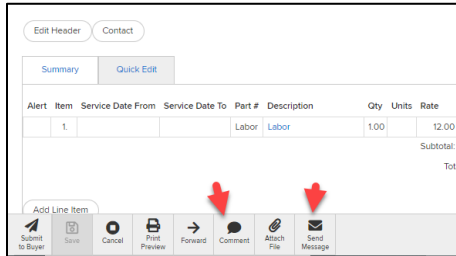 Edit Header Contact
Summary Quick Edit
Alert Item Service Date From Service Date To Part # Description Qty Units Rate
1. Labor Labor 1.00 12.00
Subtotal:
Tot
Add Line Item
Submit to Buyer Save Cancel Print Preview Forward Comment Attach File Send Message